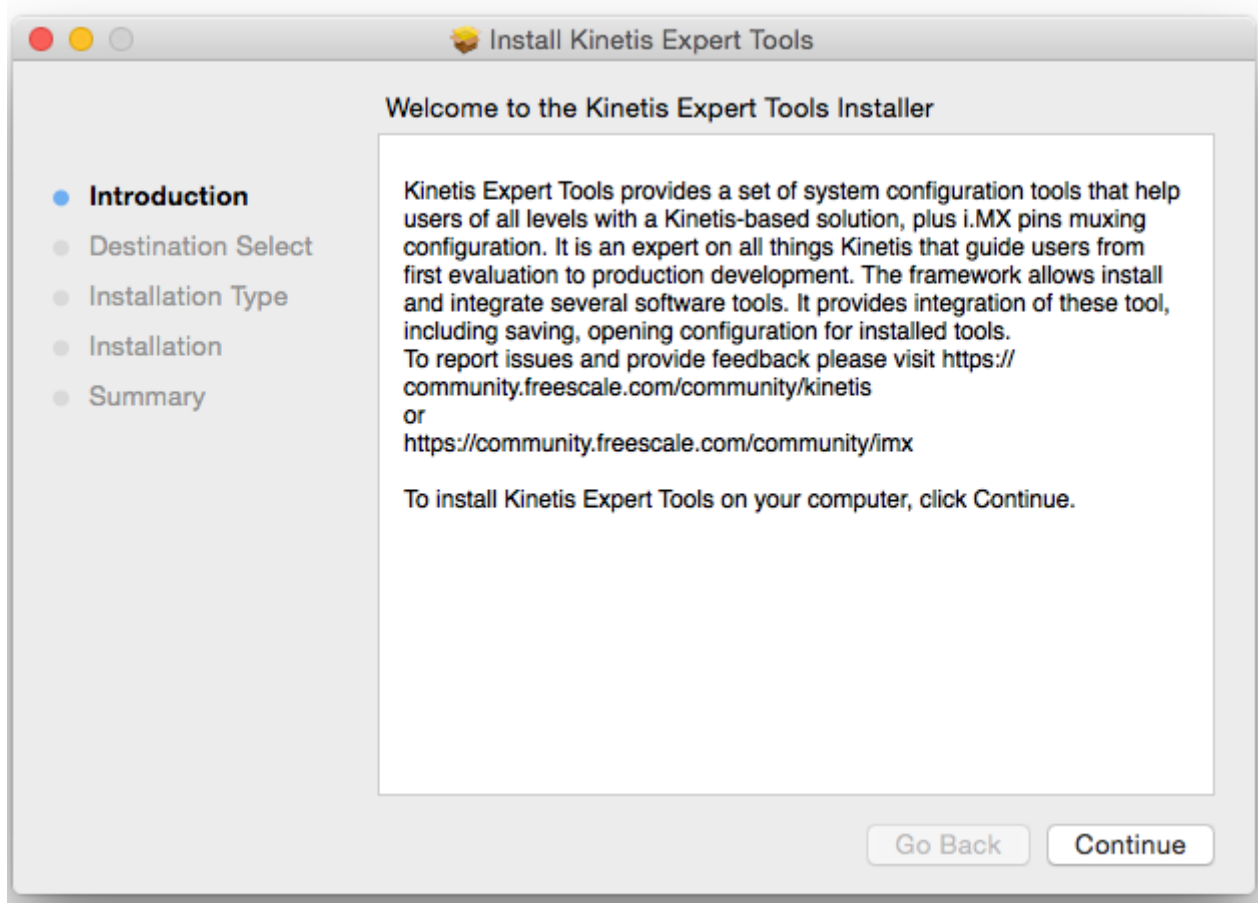 Install Kinetis Expert Tools
Welcome to the Kinetis Expert Tools Installer
Introduction
Destination Select
Installation Type
Installation
Summary
Kinetis Expert Tools provides a set of system configuration tools that help
users of all levels with a Kinetis-based solution, plus i.MX pins muxing
configuration. It is an expert on all things Kinetis that guide users from
first evaluation to production development. The framework allows install
and integrate several software tools. It provides integration of these tool,
including saving, opening configuration for installed tools.
To report issues and provide feedback please visit https://
community.freescale.com/community/kinetis
or
https://community.freescale.com/community/imx
To install Kinetis Expert Tools on your computer, click Continue.
Go Back
Continue